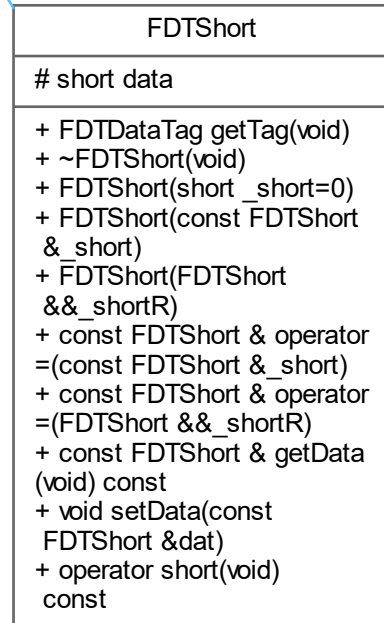 FDTShort
# short data
+ FDTDataTag getTag(void)
+ ~FDTShort(void)
+ FDTShort(short _short=0)
+ FDTShort(const FDTShort
&_short)
+ FDTShort(FDTShort
&&_shortR)
+ const FDTShort & operator
=(const FDTShort &_short)
+ const FDTShort & operator
=(FDTShort &&_shortR)
+ const FDTShort & getData
(void) const
+ void setData(const
FDTShort &dat)
+ operator short(void)
const